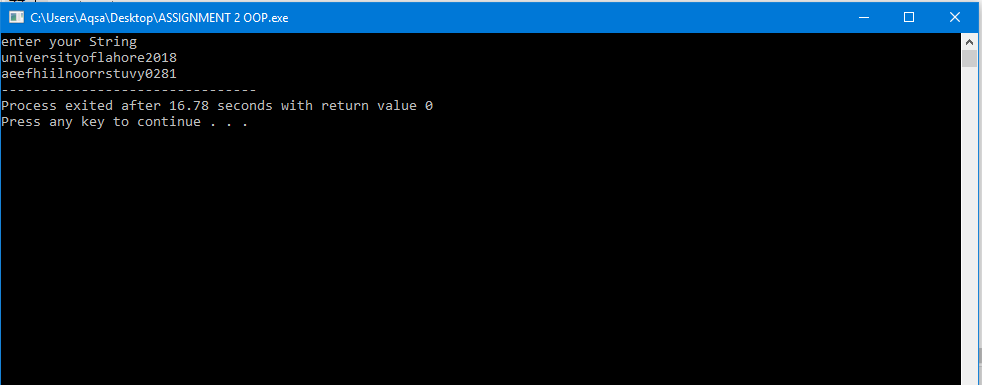 C:\Users\Aqsa\Desktop\ASSIGNMENT 2 OOP.exe
enter your String
universityoflahore2018
aeefhiilnoorrstuvy0281
--------------------------------
Process exited after 16.78 seconds with return value 0
Press any key to continue . . .